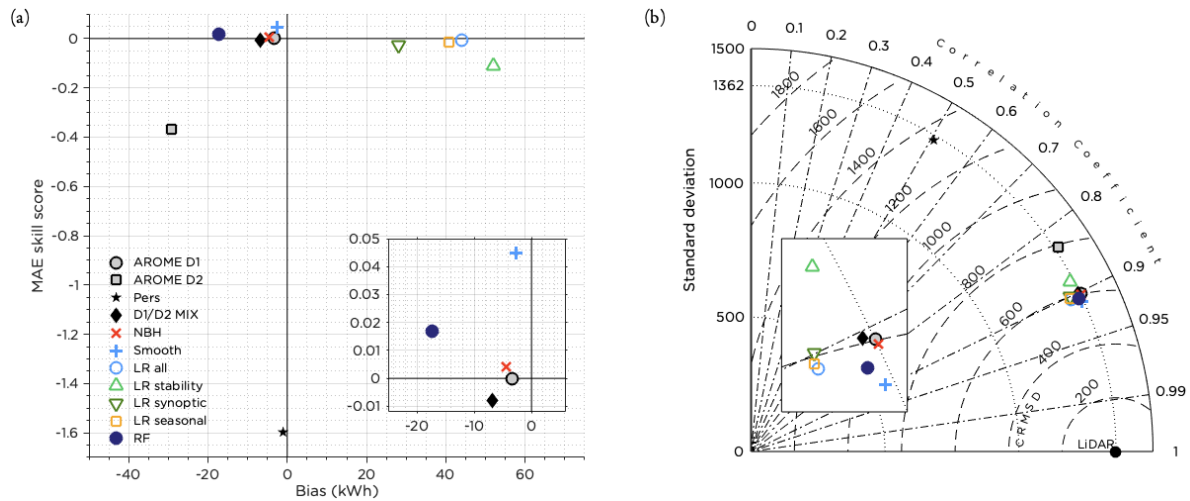 (a)
MAE skill score
0
-0.2
-0.4
-0.6
-0.8
-1
-1.2
-1.4
-1.6
-40
-20
0
20
40
60
Bias (kWh)
AROME D1
AROME D2
Pers
D1/D2 MIX
NBH
Smooth
LR all
LR stability
LR synoptic
LR seasonal
RF
0.05
0.04
0.02
0.01
0
-0.01
-40
-20
0
(b)
Standard deviation
1500
1362
1000
500
0
0
0.1
0.2
0.3
0.4
0.5
0.6
0.7
0.8
0.9
0.95
0.99
1
Correlation Coefficient
1800
1600
1400
1200
1000
800
600
400
200
CRMSD
LiDAR